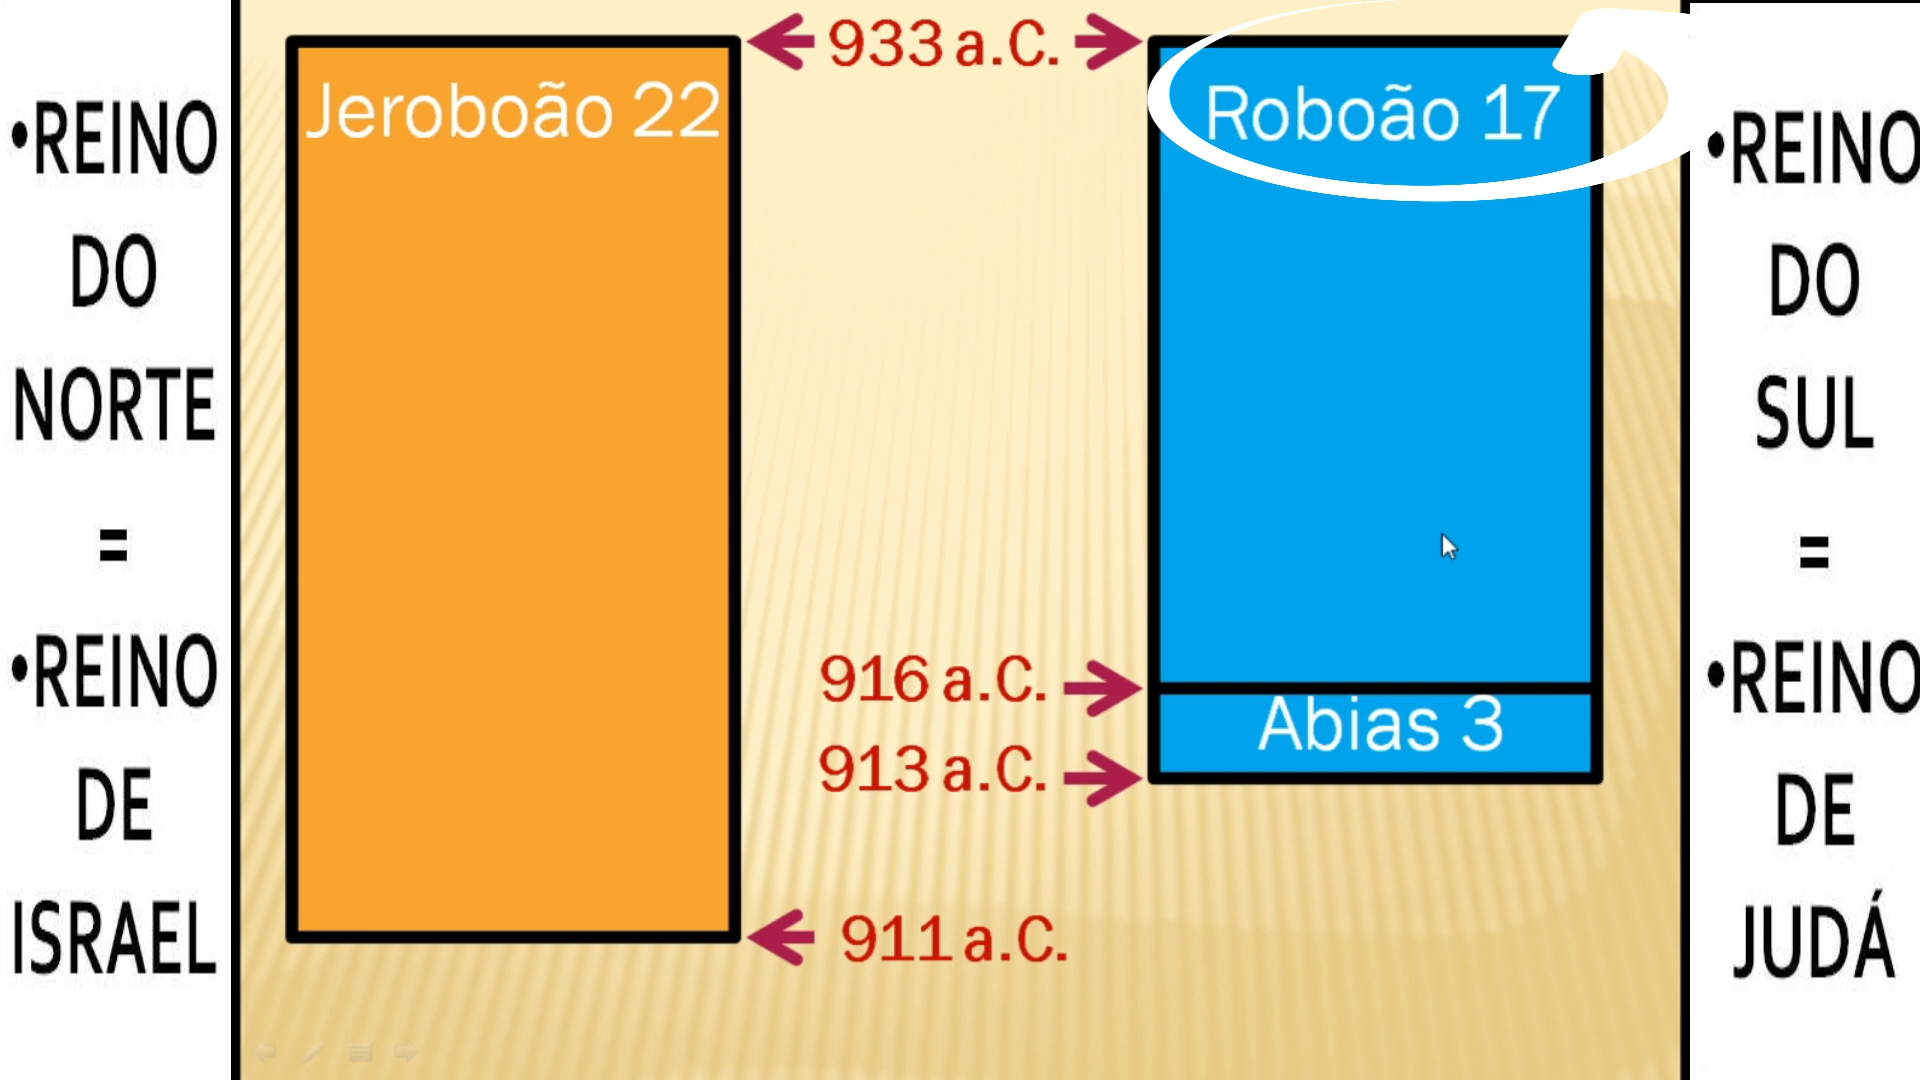 •REINO
DO
NORTE
=
•REINO
DE
ISRAEL
Jeroboão 22
933 a.C.
916 a.C.
913 a.C.
911 a.C.
Roboão 17
Abias 3
•REINO
DO
SUL
=
•REINO
DE
JUDÁ